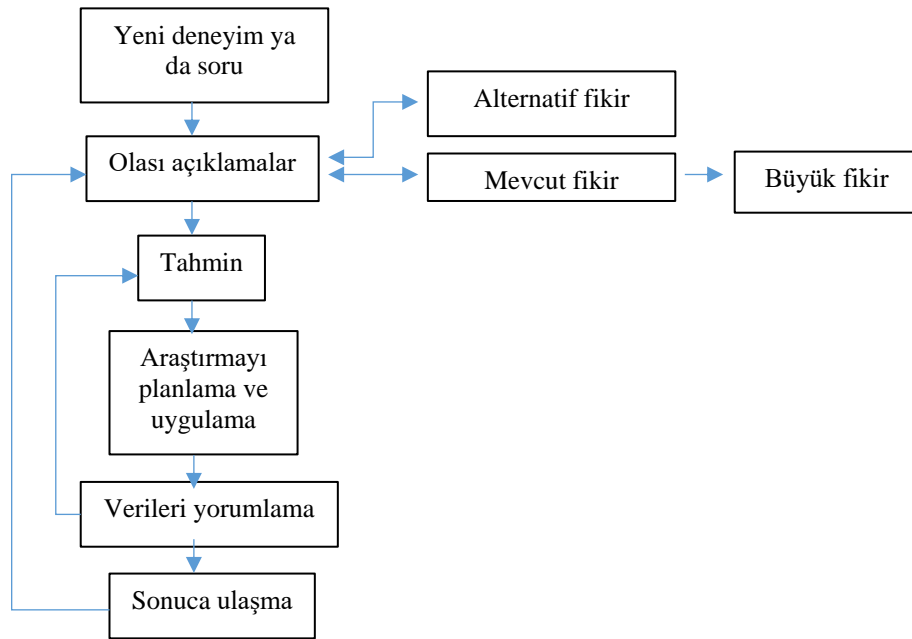 Yeni deneyim ya
da soru
Alternatif fikir
Olası açıklamalar
Mevcut fikir
Büyük fikir
Tahmin
Araştırmayı
planlama ve
uygulama
Verileri yorumlama
Sonuca ulaşma